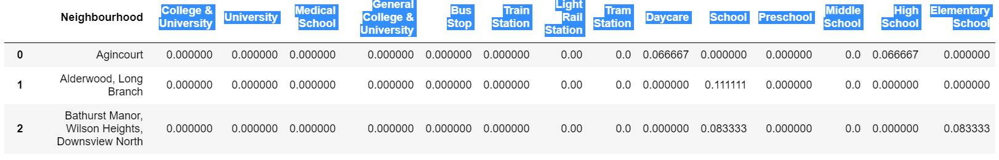 Neighbourhood College & University University Medical School General College & University Bus Stop Train Station Light Rail Station Tram Station Daycare School Preschool Middle School High School Elementary School
0 Agincourt 0.000000 0.000000 0.000000 0.000000 0.000000 0.000000 0.00 0.0 0.066667 0.000000 0.000000 0.0 0.066667 0.000000
1 Alderwood, Long Branch 0.000000 0.000000 0.000000 0.000000 0.000000 0.000000 0.00 0.0 0.000000 0.111111 0.000000 0.0 0.000000 0.000000
2 Bathurst Manor, Wilson Heights, Downsview North 0.000000 0.000000 0.000000 0.000000 0.000000 0.000000 0.00 0.0 0.000000 0.083333 0.000000 0.0 0.000000 0.083333